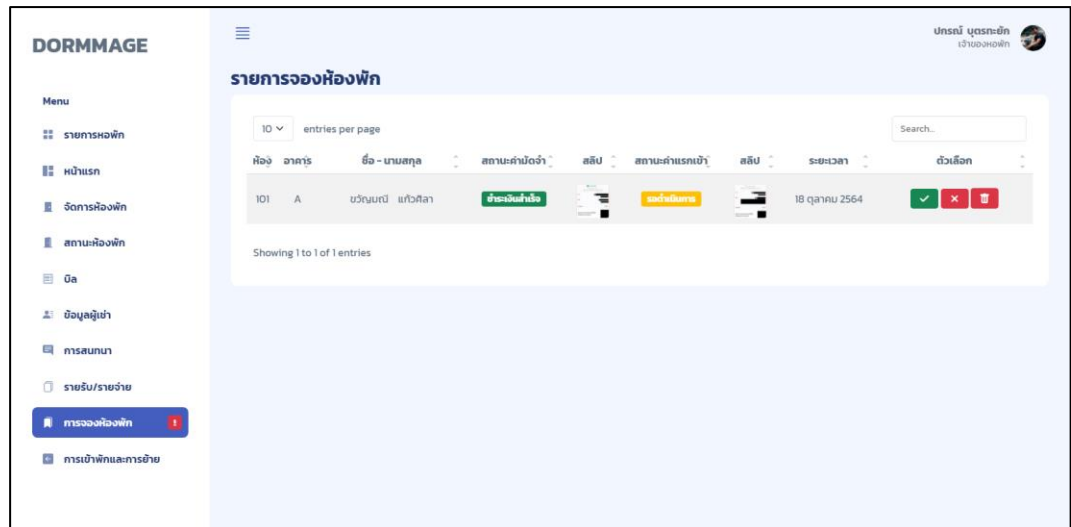 DORMMAGE
ปกรณ์ บุตรทะยัก
เจ้าของหอพัก
รายการจองห้องพัก
Menu
รายการหอพัก
หน้าแรก
จัดการห้องพัก
สถานะห้องพัก
บิล
ข้อมูลผู้เช่า
การสนทนา
รายรับ/รายจ่าย
การจองห้องพัก
การเข้าพักและการย้าย
10 entries per page
Search...
ห้อง อาคาร ชื่อ - นามสกุล สถานะค่ามัดจำ สลิป สถานะค่าแรกเข้า สลิป ระยะเวลา ตัวเลือก
101 A ขวัญมณี แก้วศิลา ชำระเงินสำเร็จ รอดำเนินการ 18 ตุลาคม 2564
Showing 1 to 1 of 1 entries